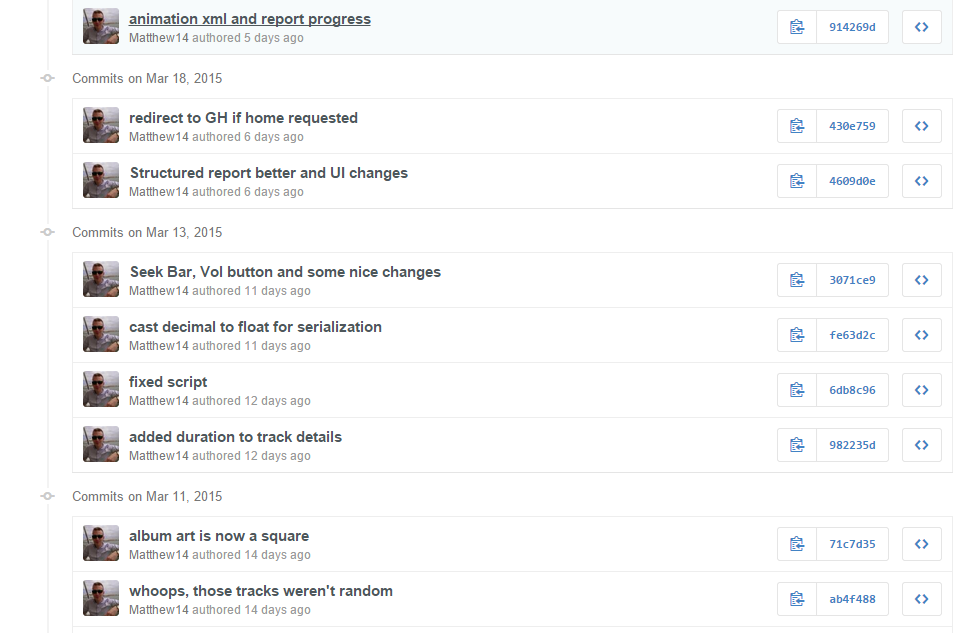 animation xml and report progress
Matthew14 authored 5 days ago
914269d
Commits on Mar 18, 2015
redirect to GH if home requested
Matthew14 authored 6 days ago
430e759
Structured report better and UI changes
Matthew14 authored 6 days ago
4609d0e
Commits on Mar 13, 2015
Seek Bar, Vol button and some nice changes
Matthew14 authored 11 days ago
3071ce9
cast decimal to float for serialization
Matthew14 authored 11 days ago
fe63d2c
fixed script
Matthew14 authored 12 days ago
6db8c96
added duration to track details
Matthew14 authored 12 days ago
982235d
Commits on Mar 11, 2015
album art is now a square
Matthew14 authored 14 days ago
71c7d35
whoops, those tracks weren't random
Matthew14 authored 14 days ago
ab4f488